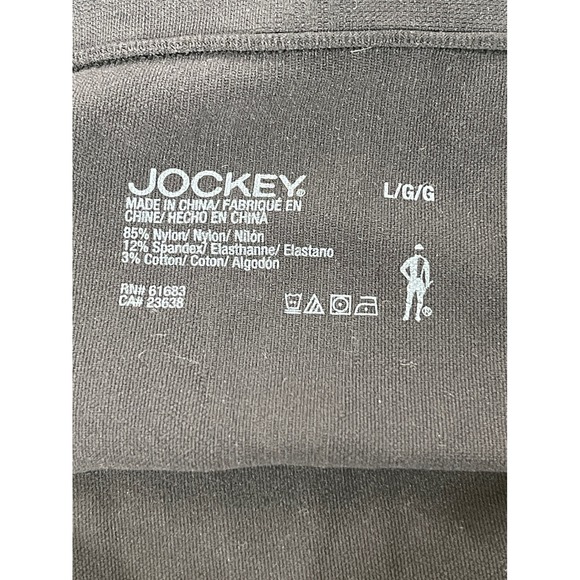 JOCKEY®
L/G/G
MADE IN CHINA/ FABRIQUÉ EN
CHINE/ HECHO EN CHINA
85% Nylon/ Nylon/ Nilón
12% Spandex/ Elasthanne/ Elastano
3% Cotton/ Coton/ Algodón
RN# 61683
CA# 23638
®